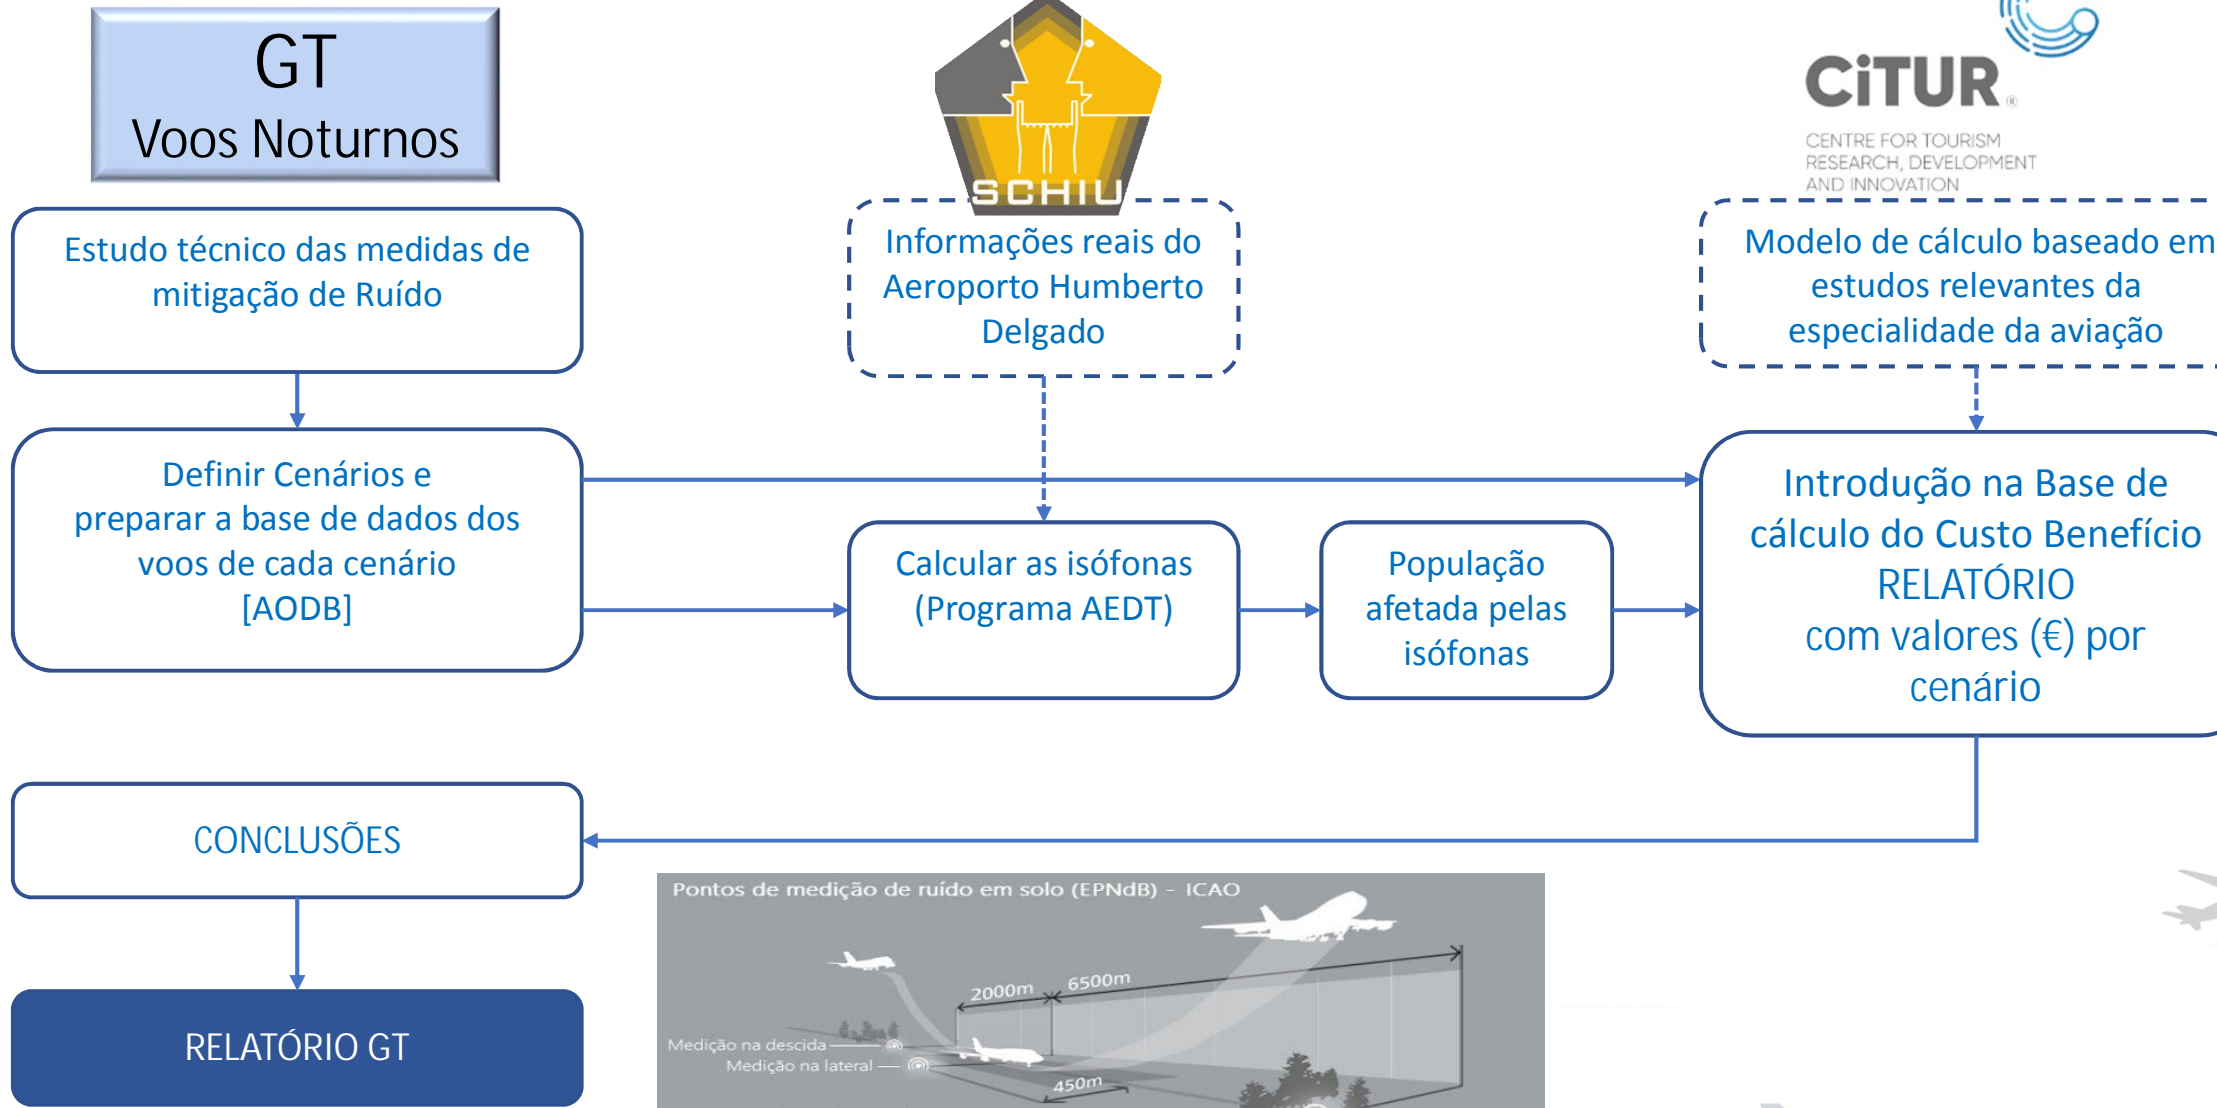 GT
Voos Noturnos
SCHIU
CiTUR®
CENTRE FOR TOURISM
RESEARCH, DEVELOPMENT
AND INNOVATION
Estudo técnico das medidas de
mitigação de Ruído
Informações reais do
Aeroporto Humberto
Delgado
Modelo de cálculo baseado em
estudos relevantes da
especialidade da aviação
Definir Cenários e
preparar a base de dados dos
voos de cada cenário
[AODB]
Calcular as isófonas
(Programa AEDT)
População
afetada pelas
isófonas
Introdução na Base de
cálculo do Custo Benefício
RELATÓRIO
com valores (€) por
cenário
CONCLUSÕES
RELATÓRIO GT
Pontos de medição de ruído em solo (EPNdB) - ICAO
2000m
6500m
Medição na descida
Medição na lateral
450m